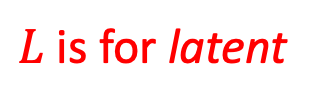 L is for latent